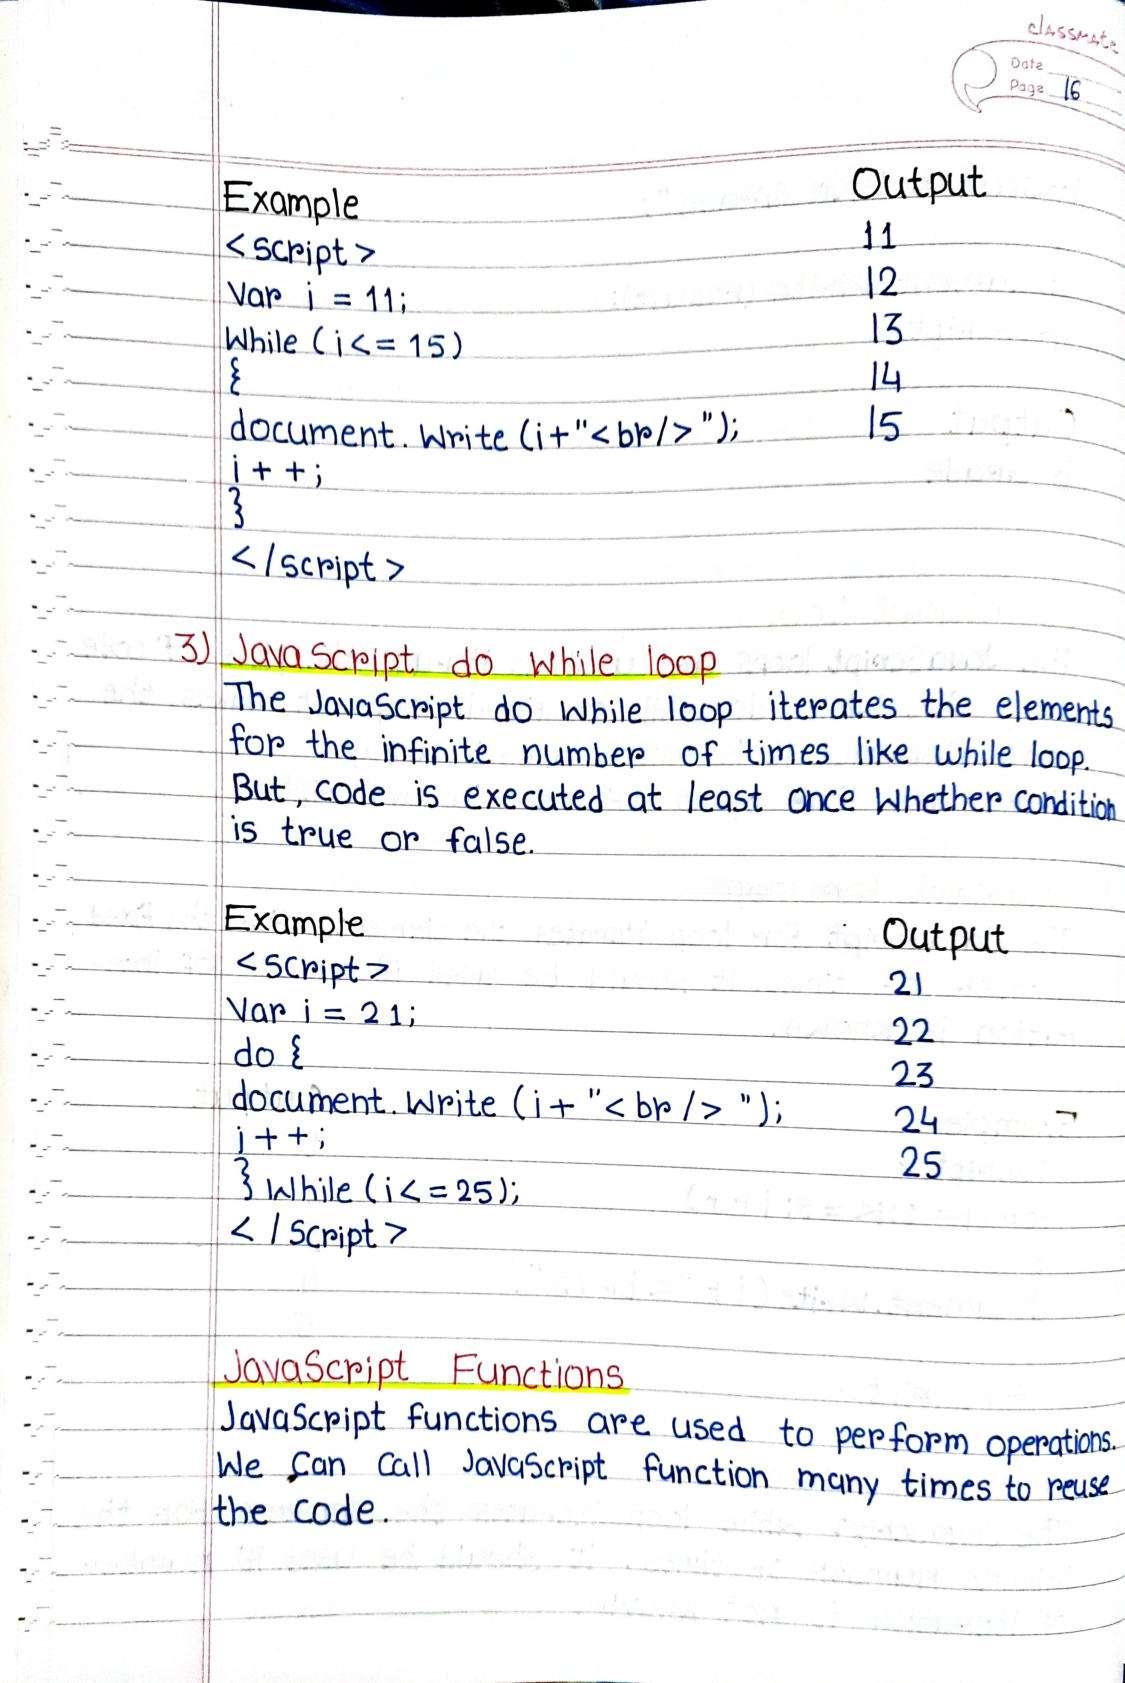 classmate
Date
Page 16
Example
<script>
Var i = 11;
While (i<= 15)
{
document. Write (i+"<br/>");
i + +;
}
</script>
Output
11
12
13
14
15
3) JavaScript do While loop
The JavaScript do While loop iterates the elements
for the infinite number of times like while loop.
But, code is executed at least once Whether condition
is true or false.
Example
<script>
Var i = 21;
do {
document. Write (i+ "<br /> ");
i + +;
} While (i<=25);
</Script>
Output
21
22
23
24
25
JavaScript Functions
JavaScript functions are used to perform operations.
We can call JavaScript function many times to reuse
the code.